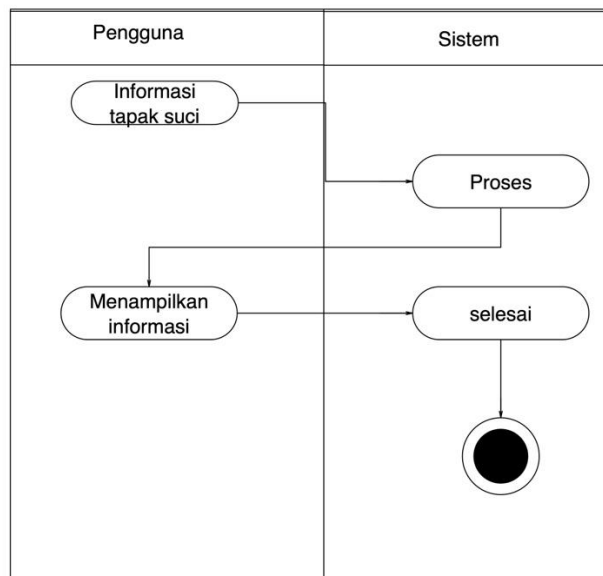 Pengguna
Sistem
Informasi
tapak suci
Proses
Menampilkan
informasi
selesai